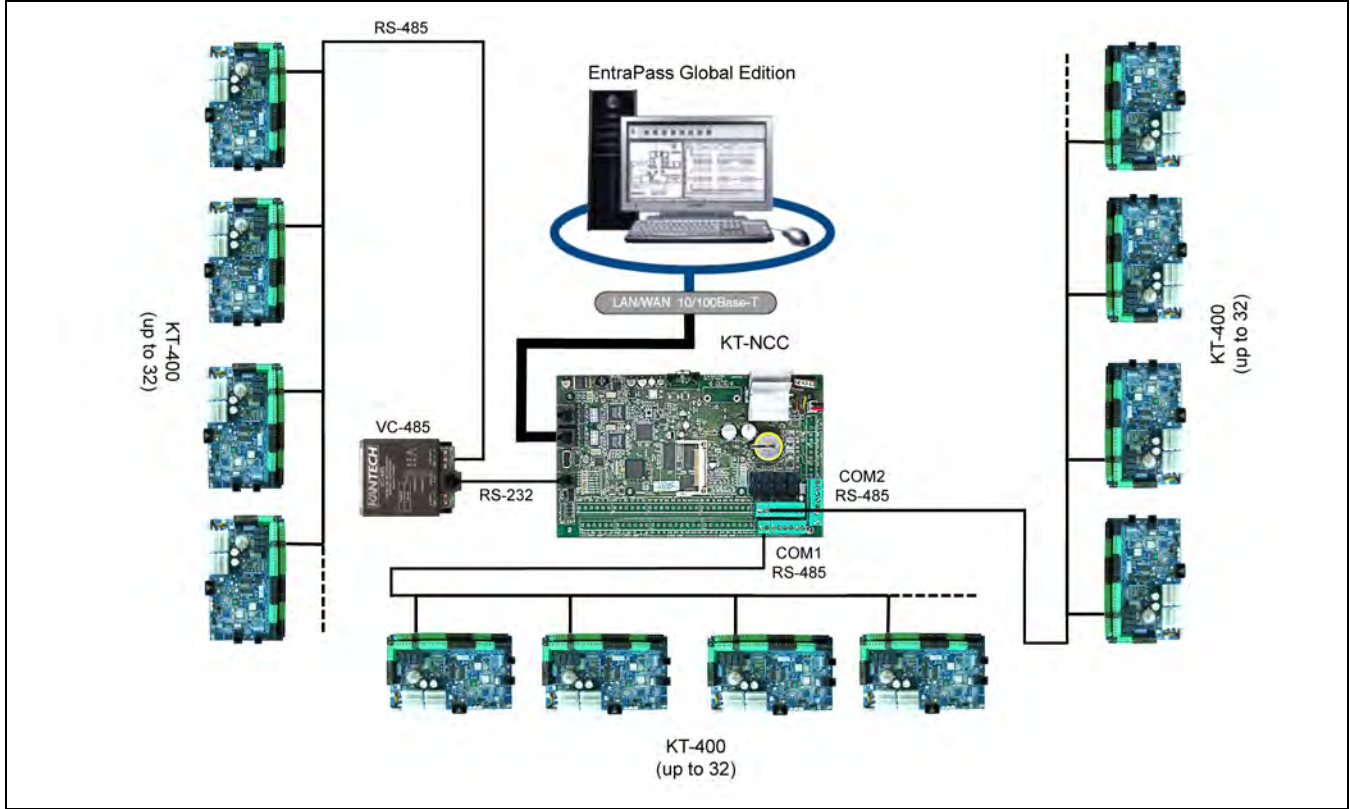 RS-485
EntraPass Global Edition
LAN/WAN 10/100Base-T
KT-NCC
KT-400
(up to 32)
KT-400
(up to 32)
VC-485
KANTECH
RS-232
COM2
RS-485
COM1
RS-485
KT-400
(up to 32)